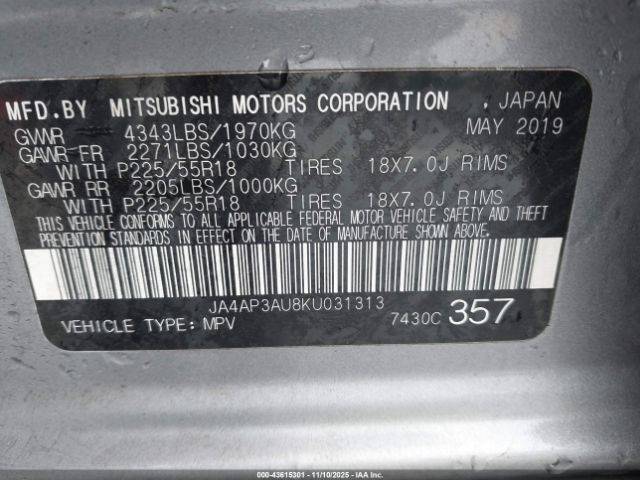 MFD.BY MITSUBISHI MOTORS CORPORATION , JAPAN
GVWR 4343LBS/1970KG MAY 2019
GAWR FR 2271LBS/1030KG
WITH P225/55R18 TIRES 18X7.0J RIMS
GAWR RR 2205LBS/1000KG
WITH P225/55R18 TIRES 18X7.0J RIMS
THIS VEHICLE CONFORMS TO ALL APPLICABLE FEDERAL MOTOR VEHICLE SAFETY AND THEFT
PREVENTION STANDARDS IN EFFECT ON THE DATE OF MANUFACTURE SHOWN ABOVE.
JA4AP3AU8KU031313
VEHICLE TYPE: MPV 7430C 357
000-43615301 - 11/10/2025 - IAAI.COM